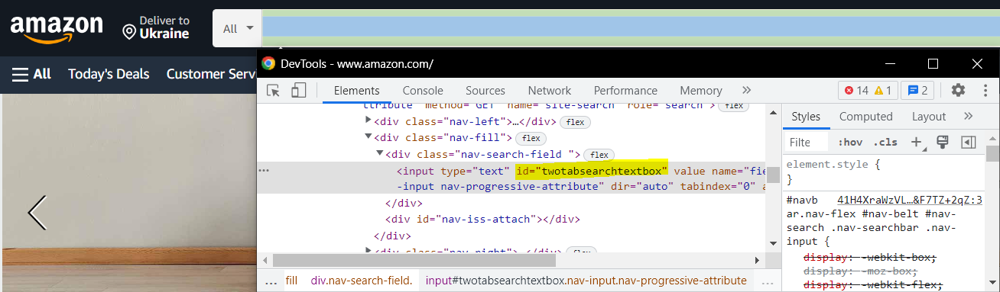 amazon
Deliver to
Ukraine
All
All
Today's Deals
Customer Servi
DevTools - www.amazon.com/
Elements
Console
Sources
Network
Performance
Memory
14
1
2
ttribute" method="GET" name="site-search" role="search"> flex
<div class="nav-left">…</div> flex
<div class="nav-fill"> flex
<div class="nav-search-field "> flex
<input type="text" id="twotabsearchtextbox" value name="fie
-input nav-progressive-attribute" dir="auto" tabindex="0" a
</div>
<div id="nav-iss-attach"></div>
</div>
<div class="nav-right">…</div> flex
... fill div.nav-search-field. input#twotabsearchtextbox.nav-input.nav-progressive-attribute ...
Styles
Computed
Layout
Filte
:hov
.cls
element.style {
}
#navb 41H4XraWzVL…&F7TZ+2qZ:3
ar.nav-flex #nav-belt #nav-
search .nav-searchbar .nav-
input {
display: -webkit-box;
display: -moz-box;
display: -webkit-flex;